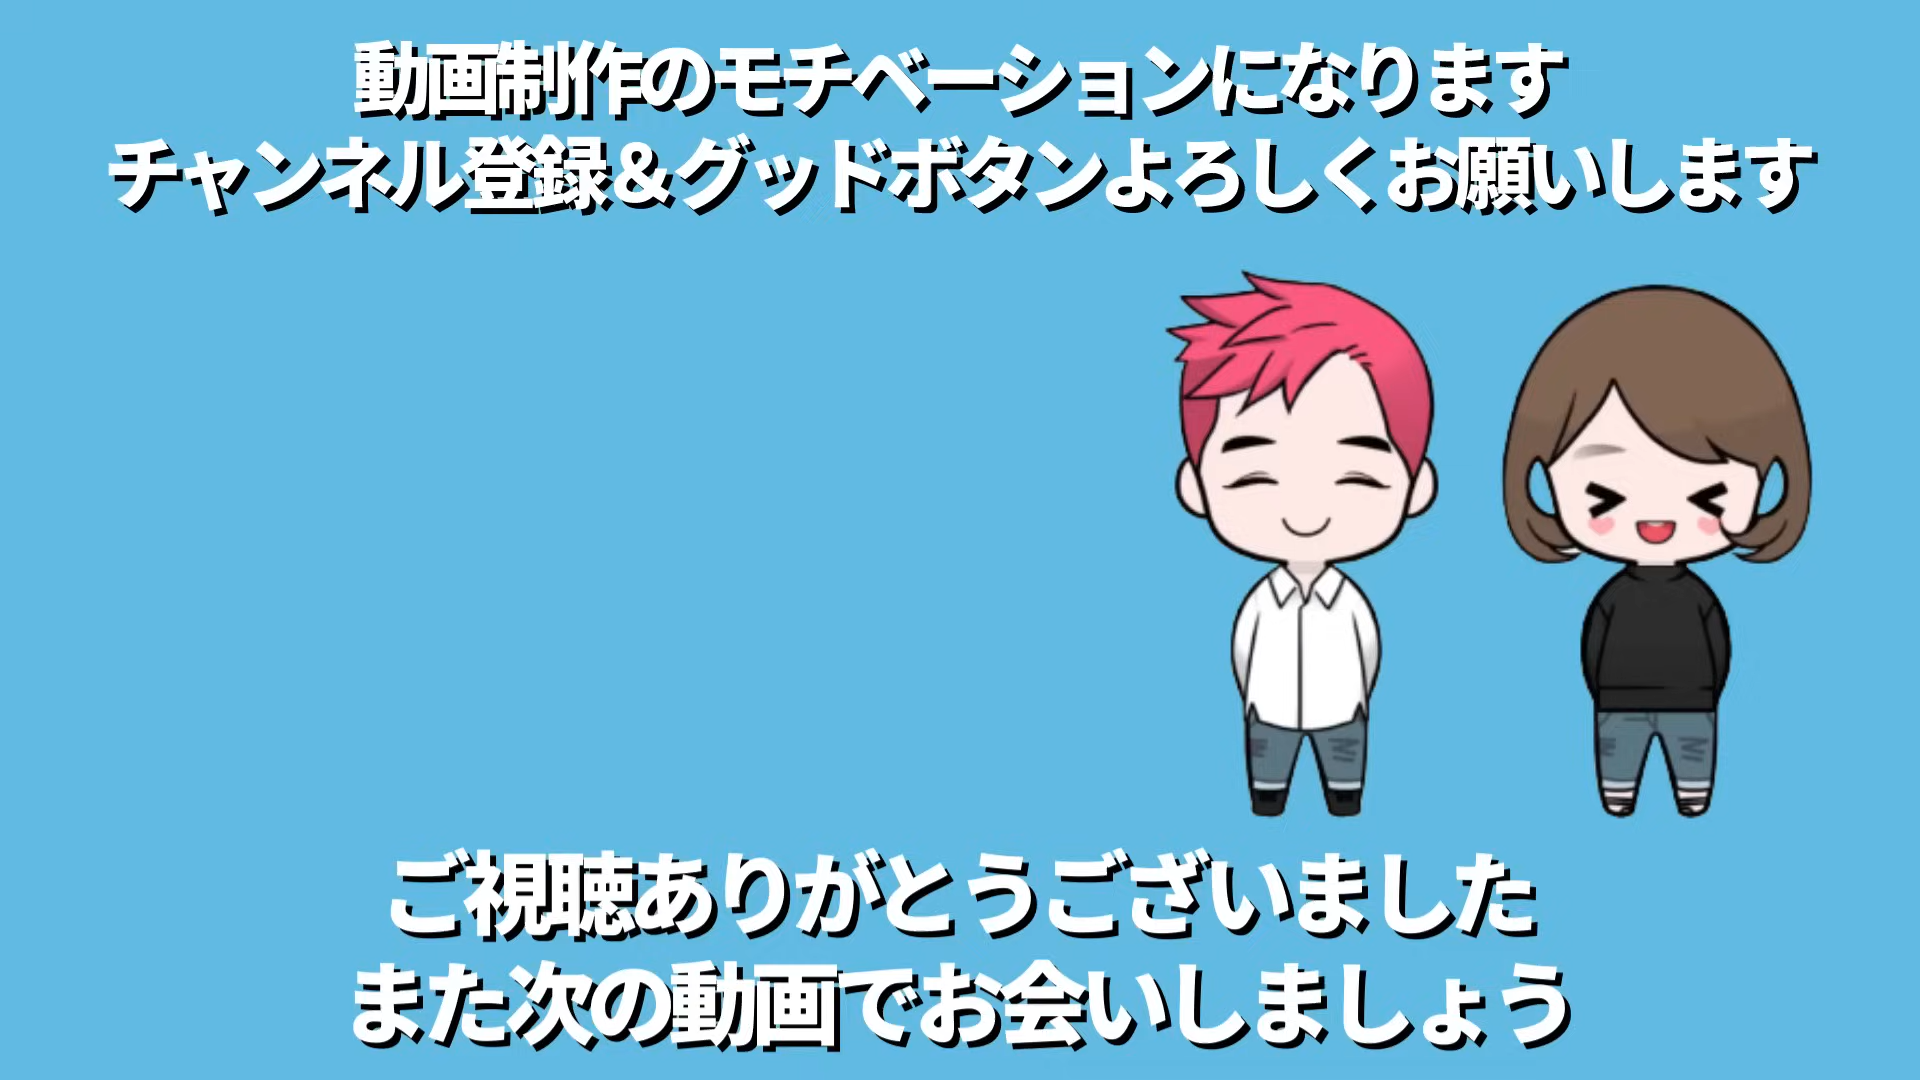 動画制作のモチベーションになります
チャンネル登録＆グッドボタンよろしくお願いします
ご視聴ありがとうございました
また次の動画でお会いしましょう